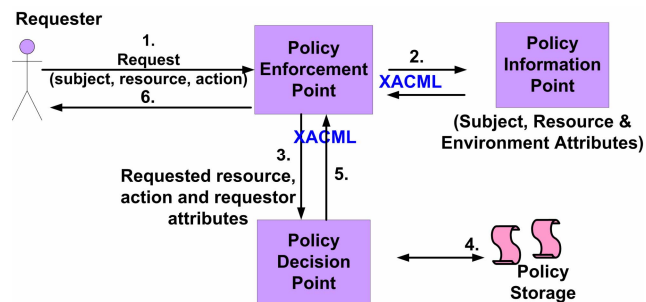 Requester
1.
Request
(subject, resource, action)
6.
Policy
Enforcement
Point
2.
XACML
Policy
Information
Point
(Subject, Resource &
Environment Attributes)
XACML
3.
Requested resource,
action and requestor
attributes
5.
Policy
Decision
Point
4.
Policy
Storage